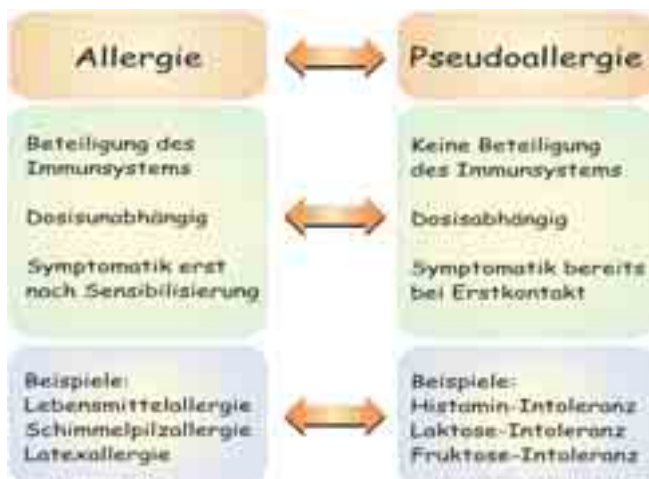 Allergie
Pseudoallergie
Beteiligung des
Immunsystems
Dosisunabhängig
Symptomatik erst
nach Sensibilisierung
Keine Beteiligung
des Immunsystems
Dosisabhängig
Symptomatik bereits
bei Erstkontakt
Beispiele:
Lebensmittelallergie
Schimmelpilzallergie
Latexallergie
Beispiele:
Histamin-Intoleranz
Laktose-Intoleranz
Fruktose-Intoleranz